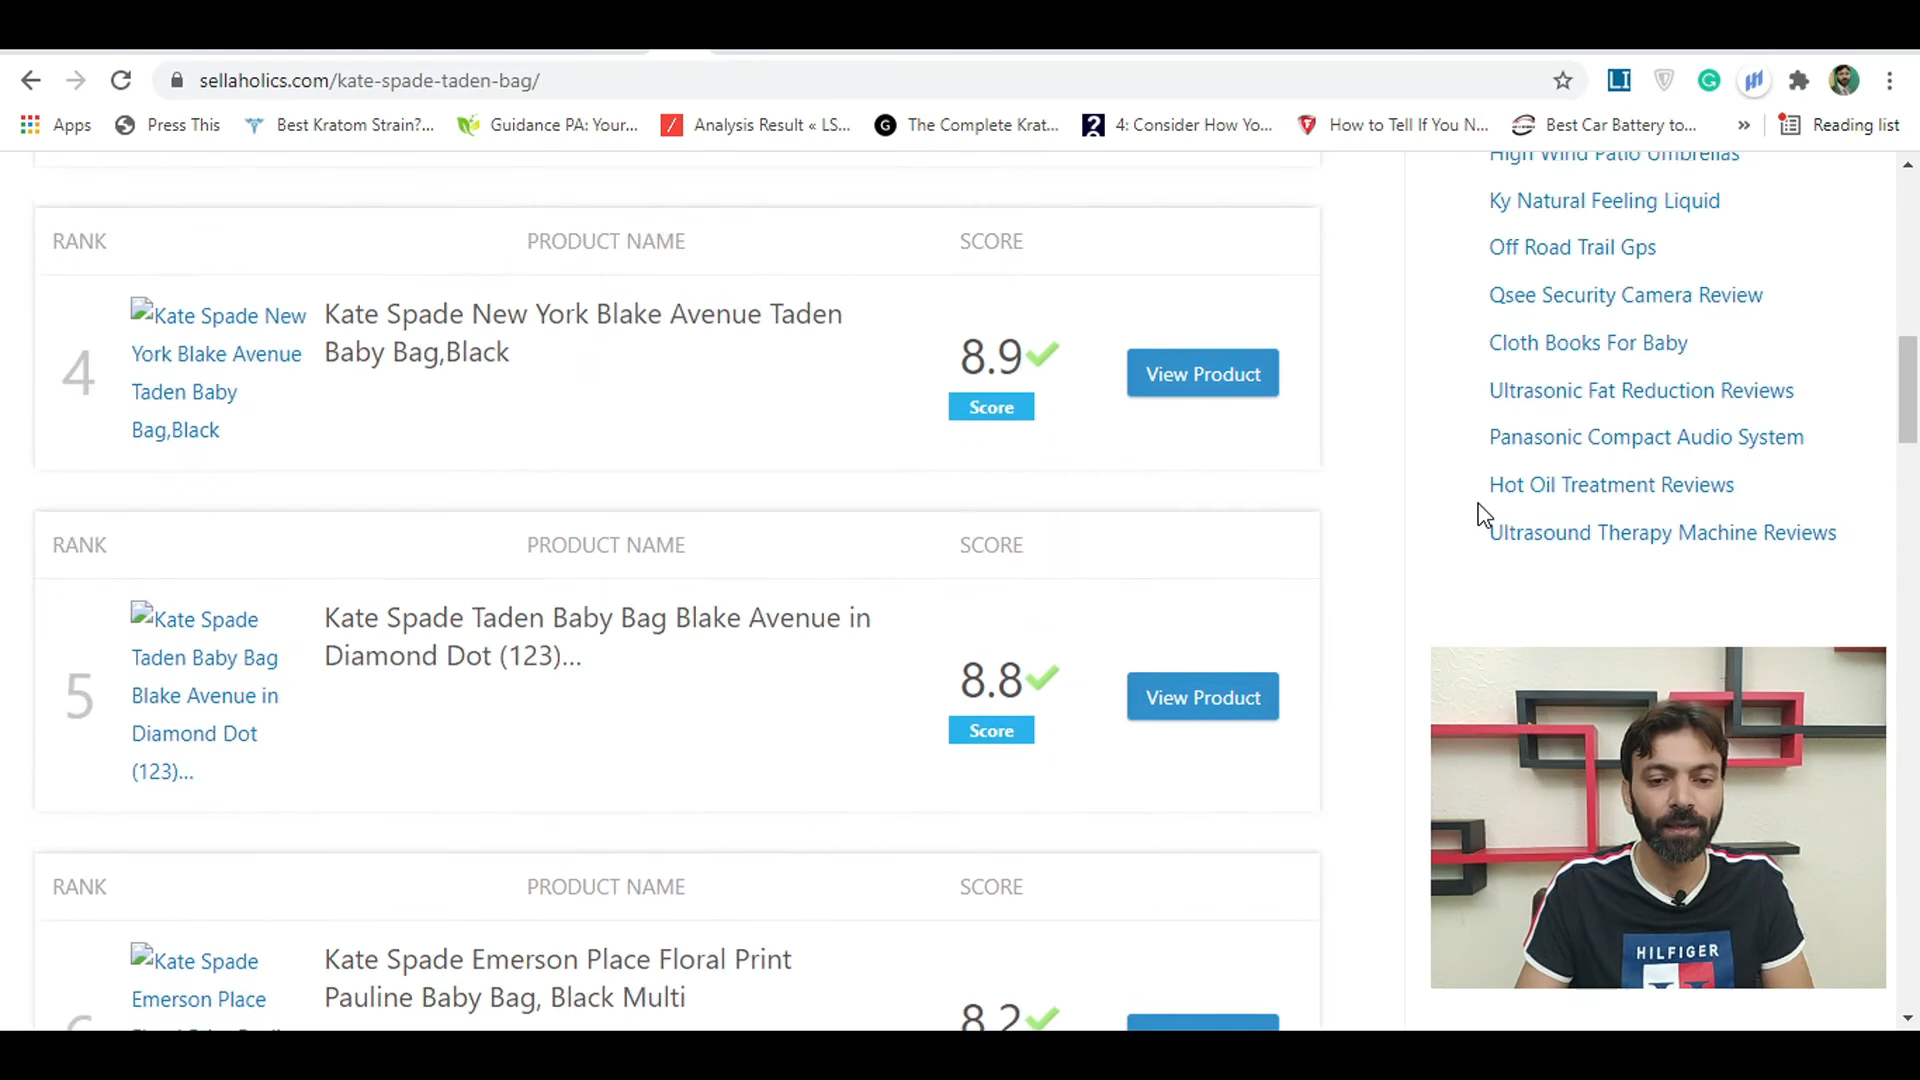 sellaholics.com/kate-spade-taden-bag/
Apps Press This Best Kratom Strain?... Guidance PA: Your... Analysis Result « LS... The Complete Krat... 4: Consider How Yo... How to Tell If You N... Best Car Battery to... » Reading list
High Wind Patio Umbrellas
Ky Natural Feeling Liquid
Off Road Trail Gps
Qsee Security Camera Review
Cloth Books For Baby
Ultrasonic Fat Reduction Reviews
Panasonic Compact Audio System
Hot Oil Treatment Reviews
Ultrasound Therapy Machine Reviews
RANK PRODUCT NAME SCORE
4
Kate Spade New
York Blake Avenue
Taden Baby
Bag,Black
Kate Spade New York Blake Avenue Taden
Baby Bag,Black
8.9
Score
View Product
RANK PRODUCT NAME SCORE
5
Kate Spade
Taden Baby Bag
Blake Avenue in
Diamond Dot
(123)...
Kate Spade Taden Baby Bag Blake Avenue in
Diamond Dot (123)...
8.8
Score
View Product
RANK PRODUCT NAME SCORE
Kate Spade
Emerson Place
Kate Spade Emerson Place Floral Print
Pauline Baby Bag, Black Multi
8.2
HILFIGER